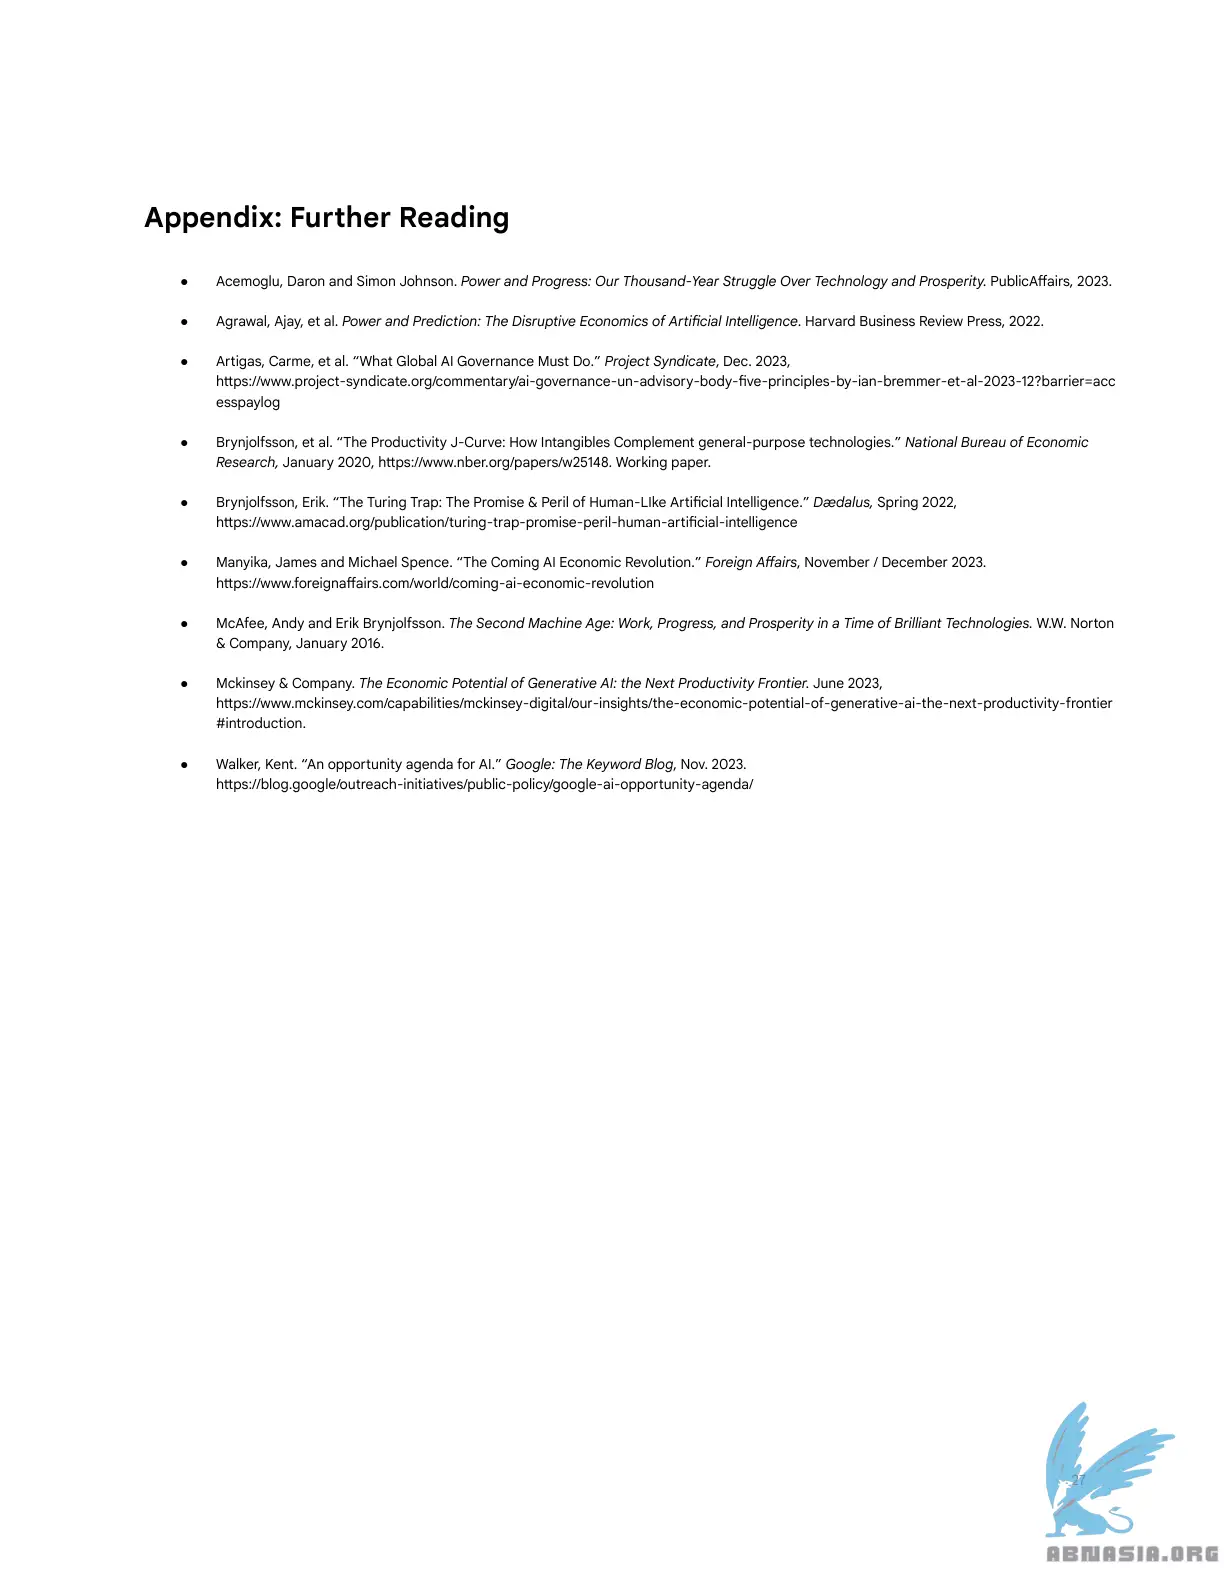 Appendix: Further Reading
● Acemoglu, Daron and Simon Johnson. Power and Progress: Our Thousand-Year Struggle Over Technology and Prosperity. PublicAffairs, 2023.
● Agrawal, Ajay, et al. Power and Prediction: The Disruptive Economics of Artificial Intelligence. Harvard Business Review Press, 2022.
● Artigas, Carme, et al. “What Global AI Governance Must Do.” Project Syndicate, Dec. 2023,
https://www.project-syndicate.org/commentary/ai-governance-un-advisory-body-five-principles-by-ian-bremmer-et-al-2023-12?barrier=acc
esspaylog
● Brynjolfsson, et al. “The Productivity J-Curve: How Intangibles Complement general-purpose technologies.” National Bureau of Economic
Research, January 2020, https://www.nber.org/papers/w25148. Working paper.
● Brynjolfsson, Erik. “The Turing Trap: The Promise & Peril of Human-LIke Artificial Intelligence.” Dædalus, Spring 2022,
https://www.amacad.org/publication/turing-trap-promise-peril-human-artificial-intelligence
● Manyika, James and Michael Spence. “The Coming AI Economic Revolution.” Foreign Affairs, November / December 2023.
https://www.foreignaffairs.com/world/coming-ai-economic-revolution
● McAfee, Andy and Erik Brynjolfsson. The Second Machine Age: Work, Progress, and Prosperity in a Time of Brilliant Technologies. W.W. Norton
& Company, January 2016.
● Mckinsey & Company. The Economic Potential of Generative AI: the Next Productivity Frontier. June 2023,
https://www.mckinsey.com/capabilities/mckinsey-digital/our-insights/the-economic-potential-of-generative-ai-the-next-productivity-frontier
#introduction.
● Walker, Kent. “An opportunity agenda for AI.” Google: The Keyword Blog, Nov. 2023.
https://blog.google/outreach-initiatives/public-policy/google-ai-opportunity-agenda/
27
ABNASIA.ORG